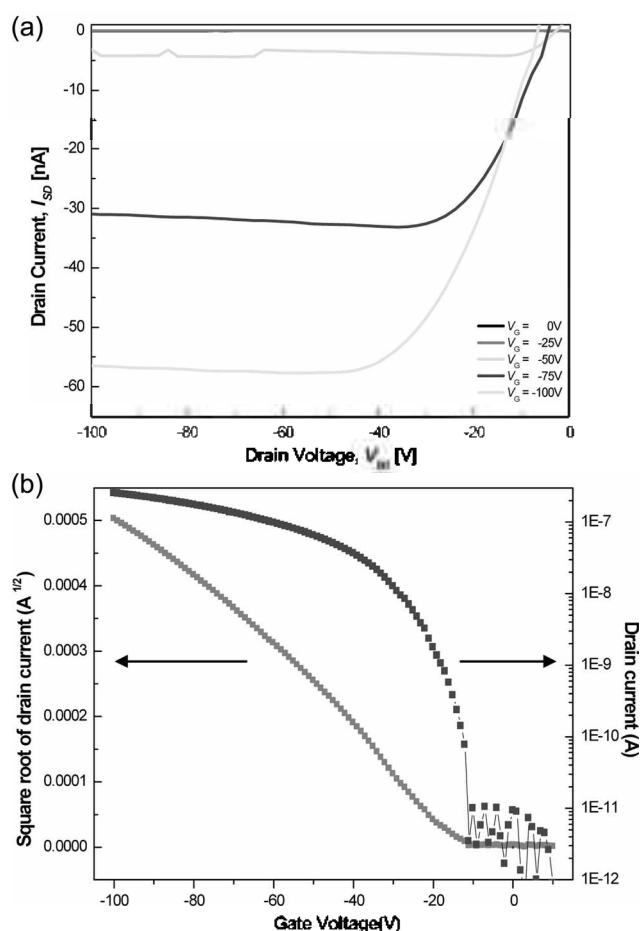 (a)
0
-10
-20
-30
-40
-50
-60
Drain Current, I_SD [nA]
V_G = 0V
V_G = -25V
V_G = -50V
V_G = -75V
V_G = -100V
-100 -80 -60 -40 -20 0
Drain Voltage, [V]
(b)
0.0005
0.0004
0.0003
0.0002
0.0001
0.0000
Square root of drain current (A^1/2)
1E-7
1E-8
1E-9
1E-10
1E-11
1E-12
Drain current (A)
-100 -80 -60 -40 -20 0
Gate Voltage[V]